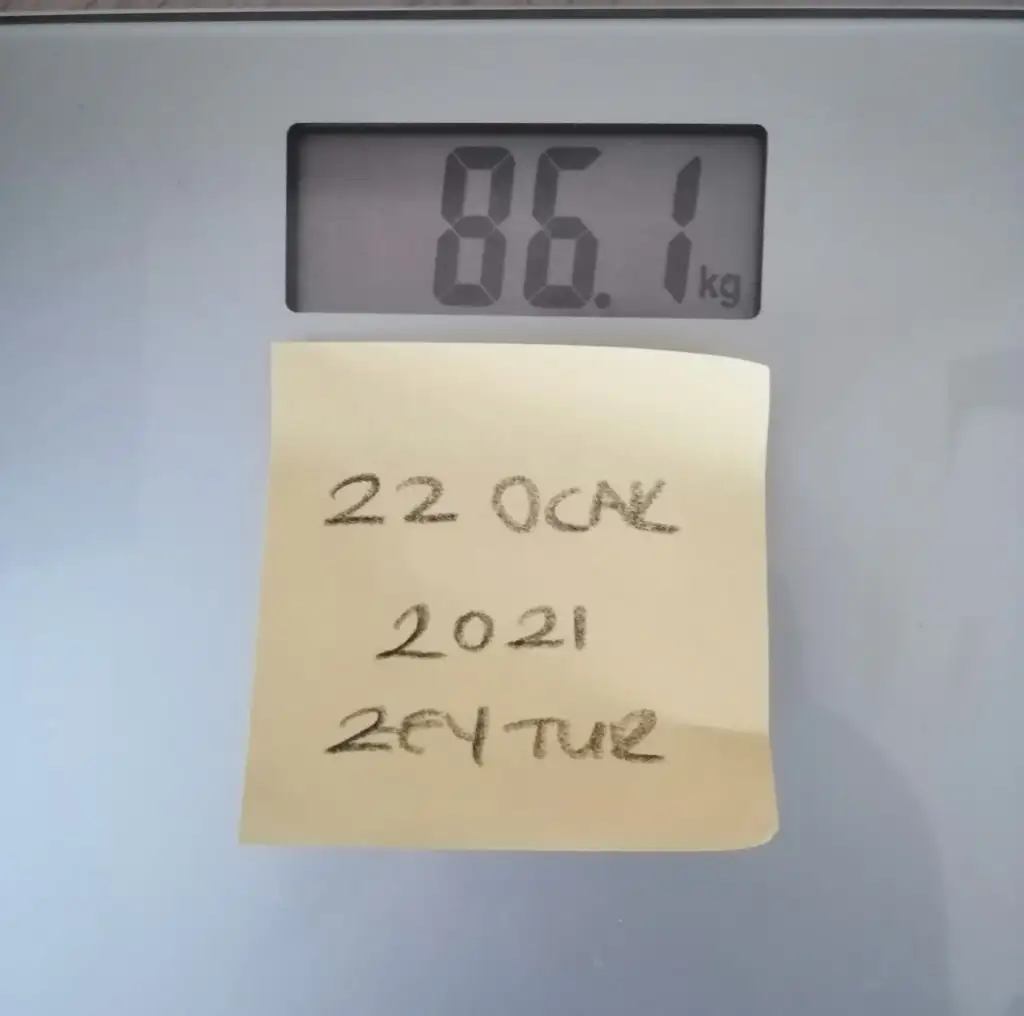 86.1 kg
22 OCAK
2021
ZEYTUR